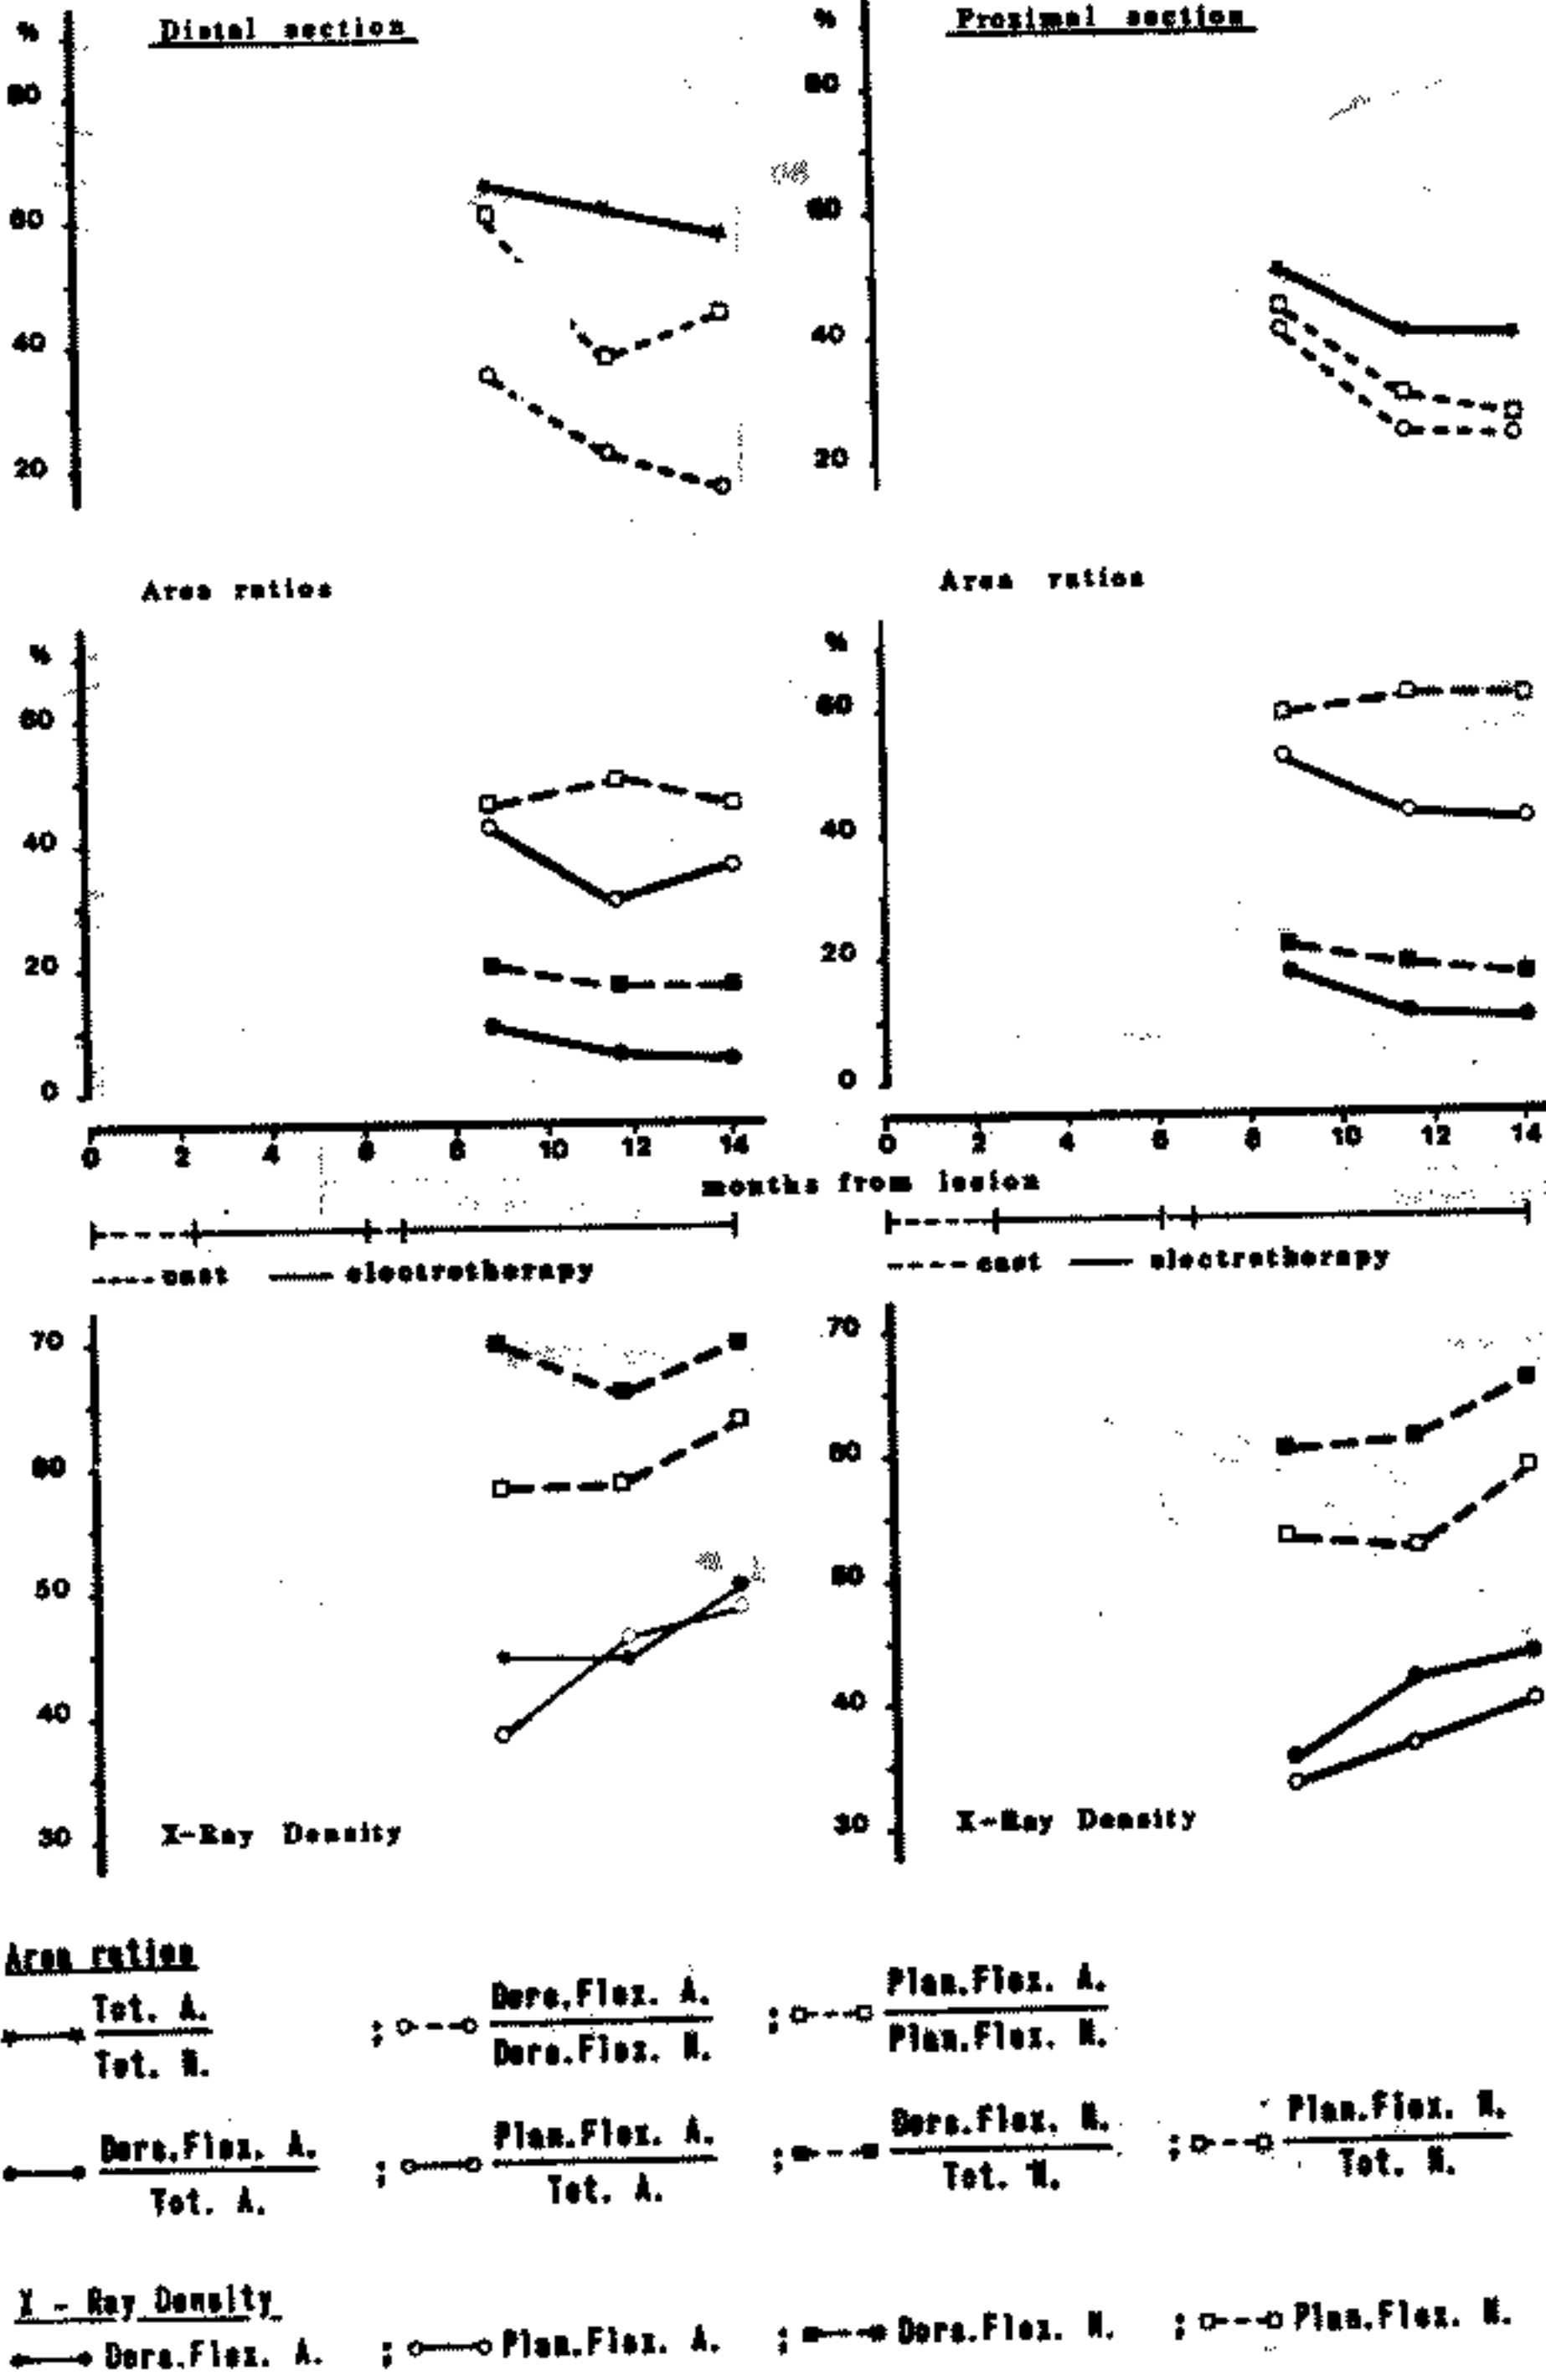 % Distal section % Proximal section
80 80
60 60
40 40
20 20
Area ratios Area ratios
% %
60 60
40 40
20 20
0 0
0 2 4 6 8 10 12 14 0 2 4 6 8 10 12 14
months from lesion
cast electrotherapy cast electrotherapy
70 70
60 60
50 50
40 40
30 X-Ray Density 30 X-Ray Density
Area ratios
Tot. A. ; Dors.Flex. A. ; Plan.Flex. A.
Tot. N. Dors.Flex. N. Plan.Flex. N.
Dors.Flex. A. ; Plan.Flex. A. ; Dors.Flex. N. ; Plan.Flex. N.
Tot. A. Tot. A. Tot. N. Tot. N.
X - Ray Density
Dors.Flex. A. ; Plan.Flex. A. ; Dors.Flex. N. ; Plan.Flex. N.